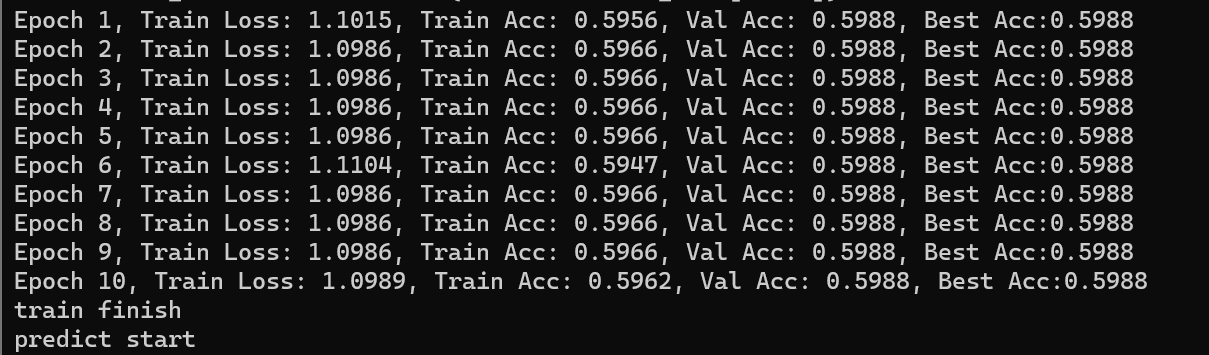 Epoch 1, Train Loss: 1.1015, Train Acc: 0.5956, Val Acc: 0.5988, Best Acc:0.5988
Epoch 2, Train Loss: 1.0986, Train Acc: 0.5966, Val Acc: 0.5988, Best Acc:0.5988
Epoch 3, Train Loss: 1.0986, Train Acc: 0.5966, Val Acc: 0.5988, Best Acc:0.5988
Epoch 4, Train Loss: 1.0986, Train Acc: 0.5966, Val Acc: 0.5988, Best Acc:0.5988
Epoch 5, Train Loss: 1.0986, Train Acc: 0.5966, Val Acc: 0.5988, Best Acc:0.5988
Epoch 6, Train Loss: 1.1104, Train Acc: 0.5947, Val Acc: 0.5988, Best Acc:0.5988
Epoch 7, Train Loss: 1.0986, Train Acc: 0.5966, Val Acc: 0.5988, Best Acc:0.5988
Epoch 8, Train Loss: 1.0986, Train Acc: 0.5966, Val Acc: 0.5988, Best Acc:0.5988
Epoch 9, Train Loss: 1.0986, Train Acc: 0.5966, Val Acc: 0.5988, Best Acc:0.5988
Epoch 10, Train Loss: 1.0989, Train Acc: 0.5962, Val Acc: 0.5988, Best Acc:0.5988
train finish
predict start